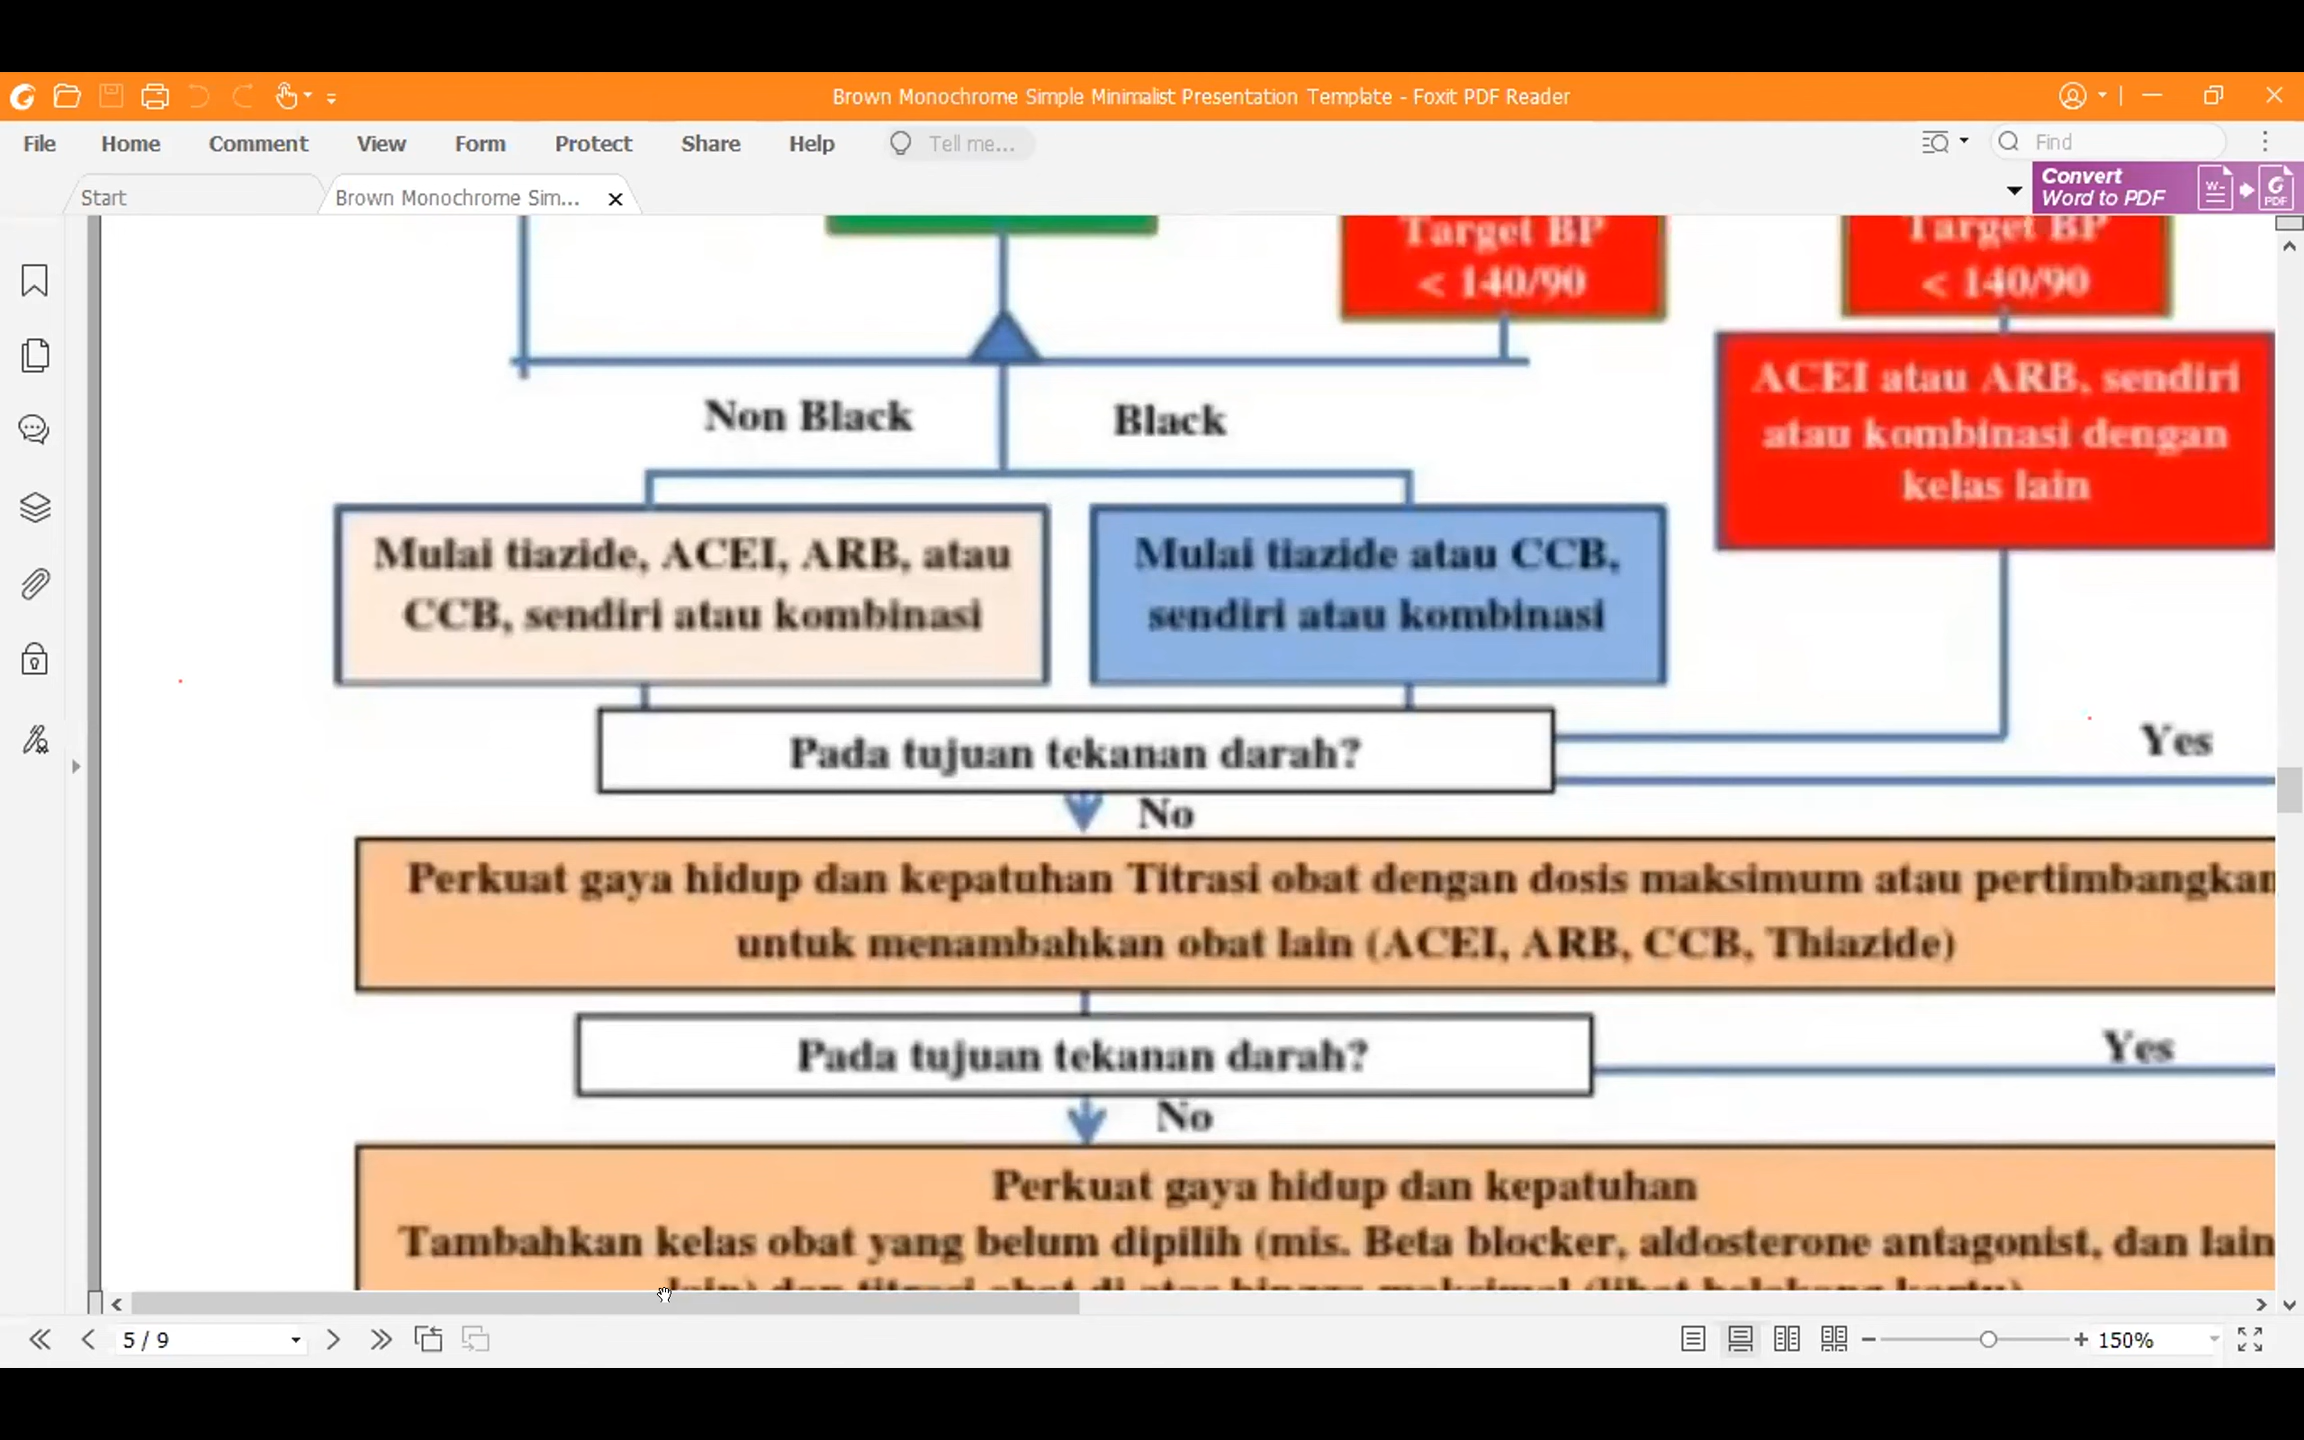 Brown Monochrome Simple Minimalist Presentation Template - Foxit PDF Reader
File Home Comment View Form Protect Share Help Tell me... Find
Convert
Word to PDF
Start Brown Monochrome Sim...
Target BP
< 140/90
Target BP
< 140/90
Non Black Black
ACEI atau ARB, sendiri
atau kombinasi dengan
kelas lain
Mulai tiazide, ACEI, ARB, atau
CCB, sendiri atau kombinasi
Mulai tiazide atau CCB,
sendiri atau kombinasi
Pada tujuan tekanan darah?
Yes
No
Perkuat gaya hidup dan kepatuhan Titrasi obat dengan dosis maksimum atau pertimbangkan
untuk menambahkan obat lain (ACEI, ARB, CCB, Thiazide)
Pada tujuan tekanan darah?
Yes
No
Perkuat gaya hidup dan kepatuhan
Tambahkan kelas obat yang belum dipilih (mis. Beta blocker, aldosterone antagonist, dan lain
5 / 9
150%